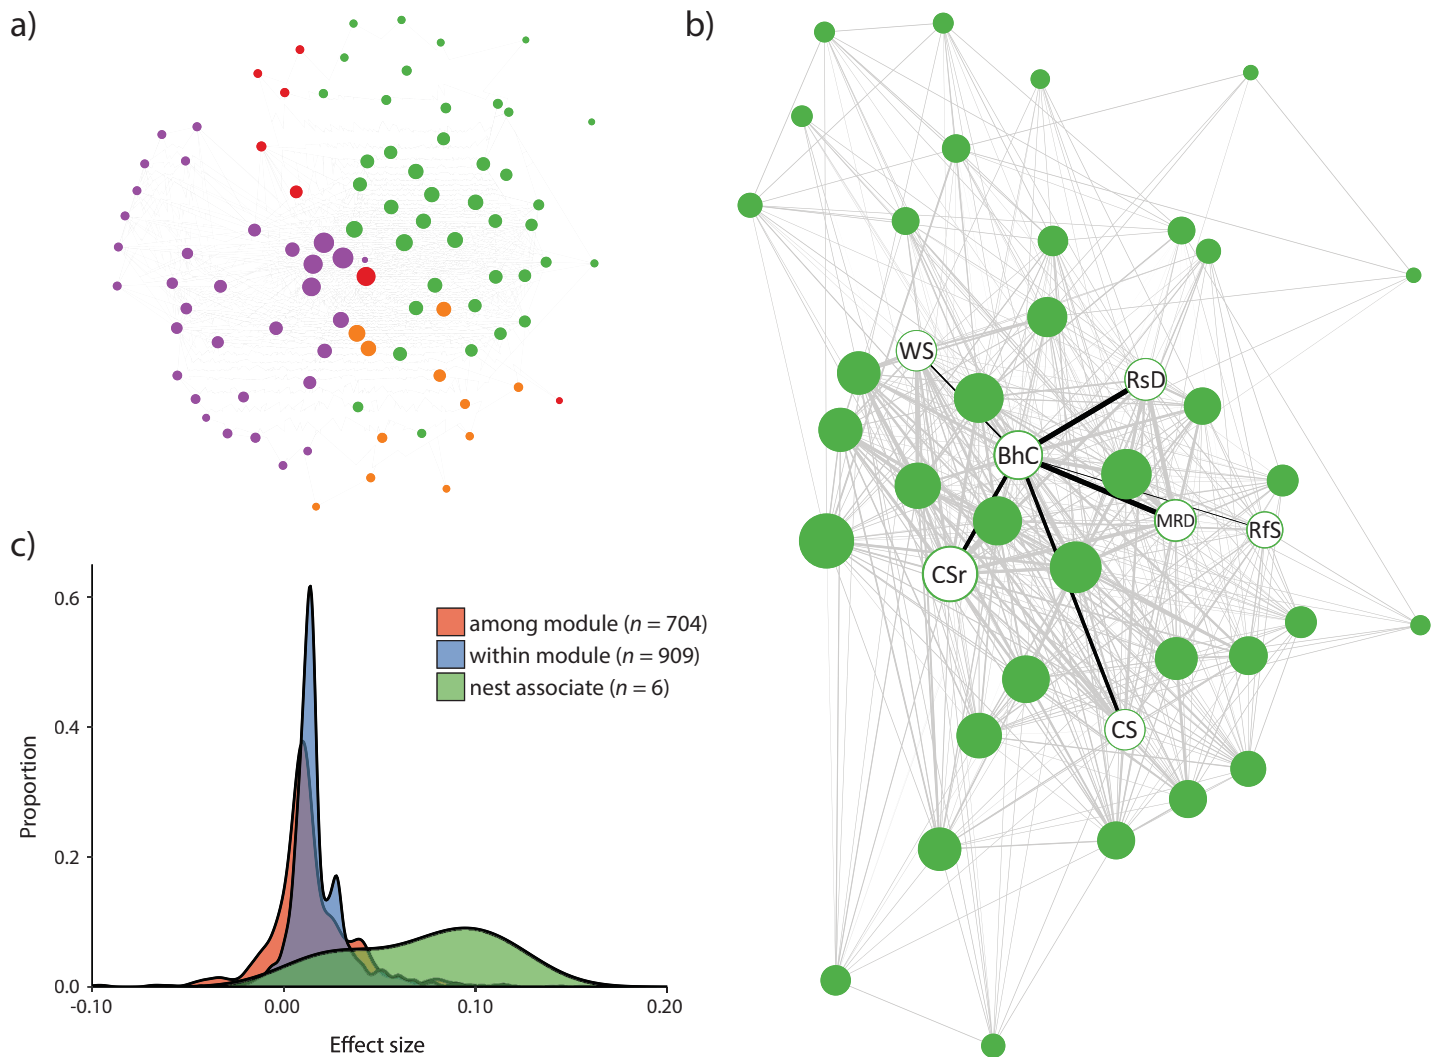 a)
b)
WS
RsD
BhC
MRD
RfS
CSr
CS
c)
among module (n = 704)
within module (n = 909)
nest associate (n = 6)
Proportion
0.6
0.4
0.2
0.0
-0.10
0.00
0.10
0.20
Effect size